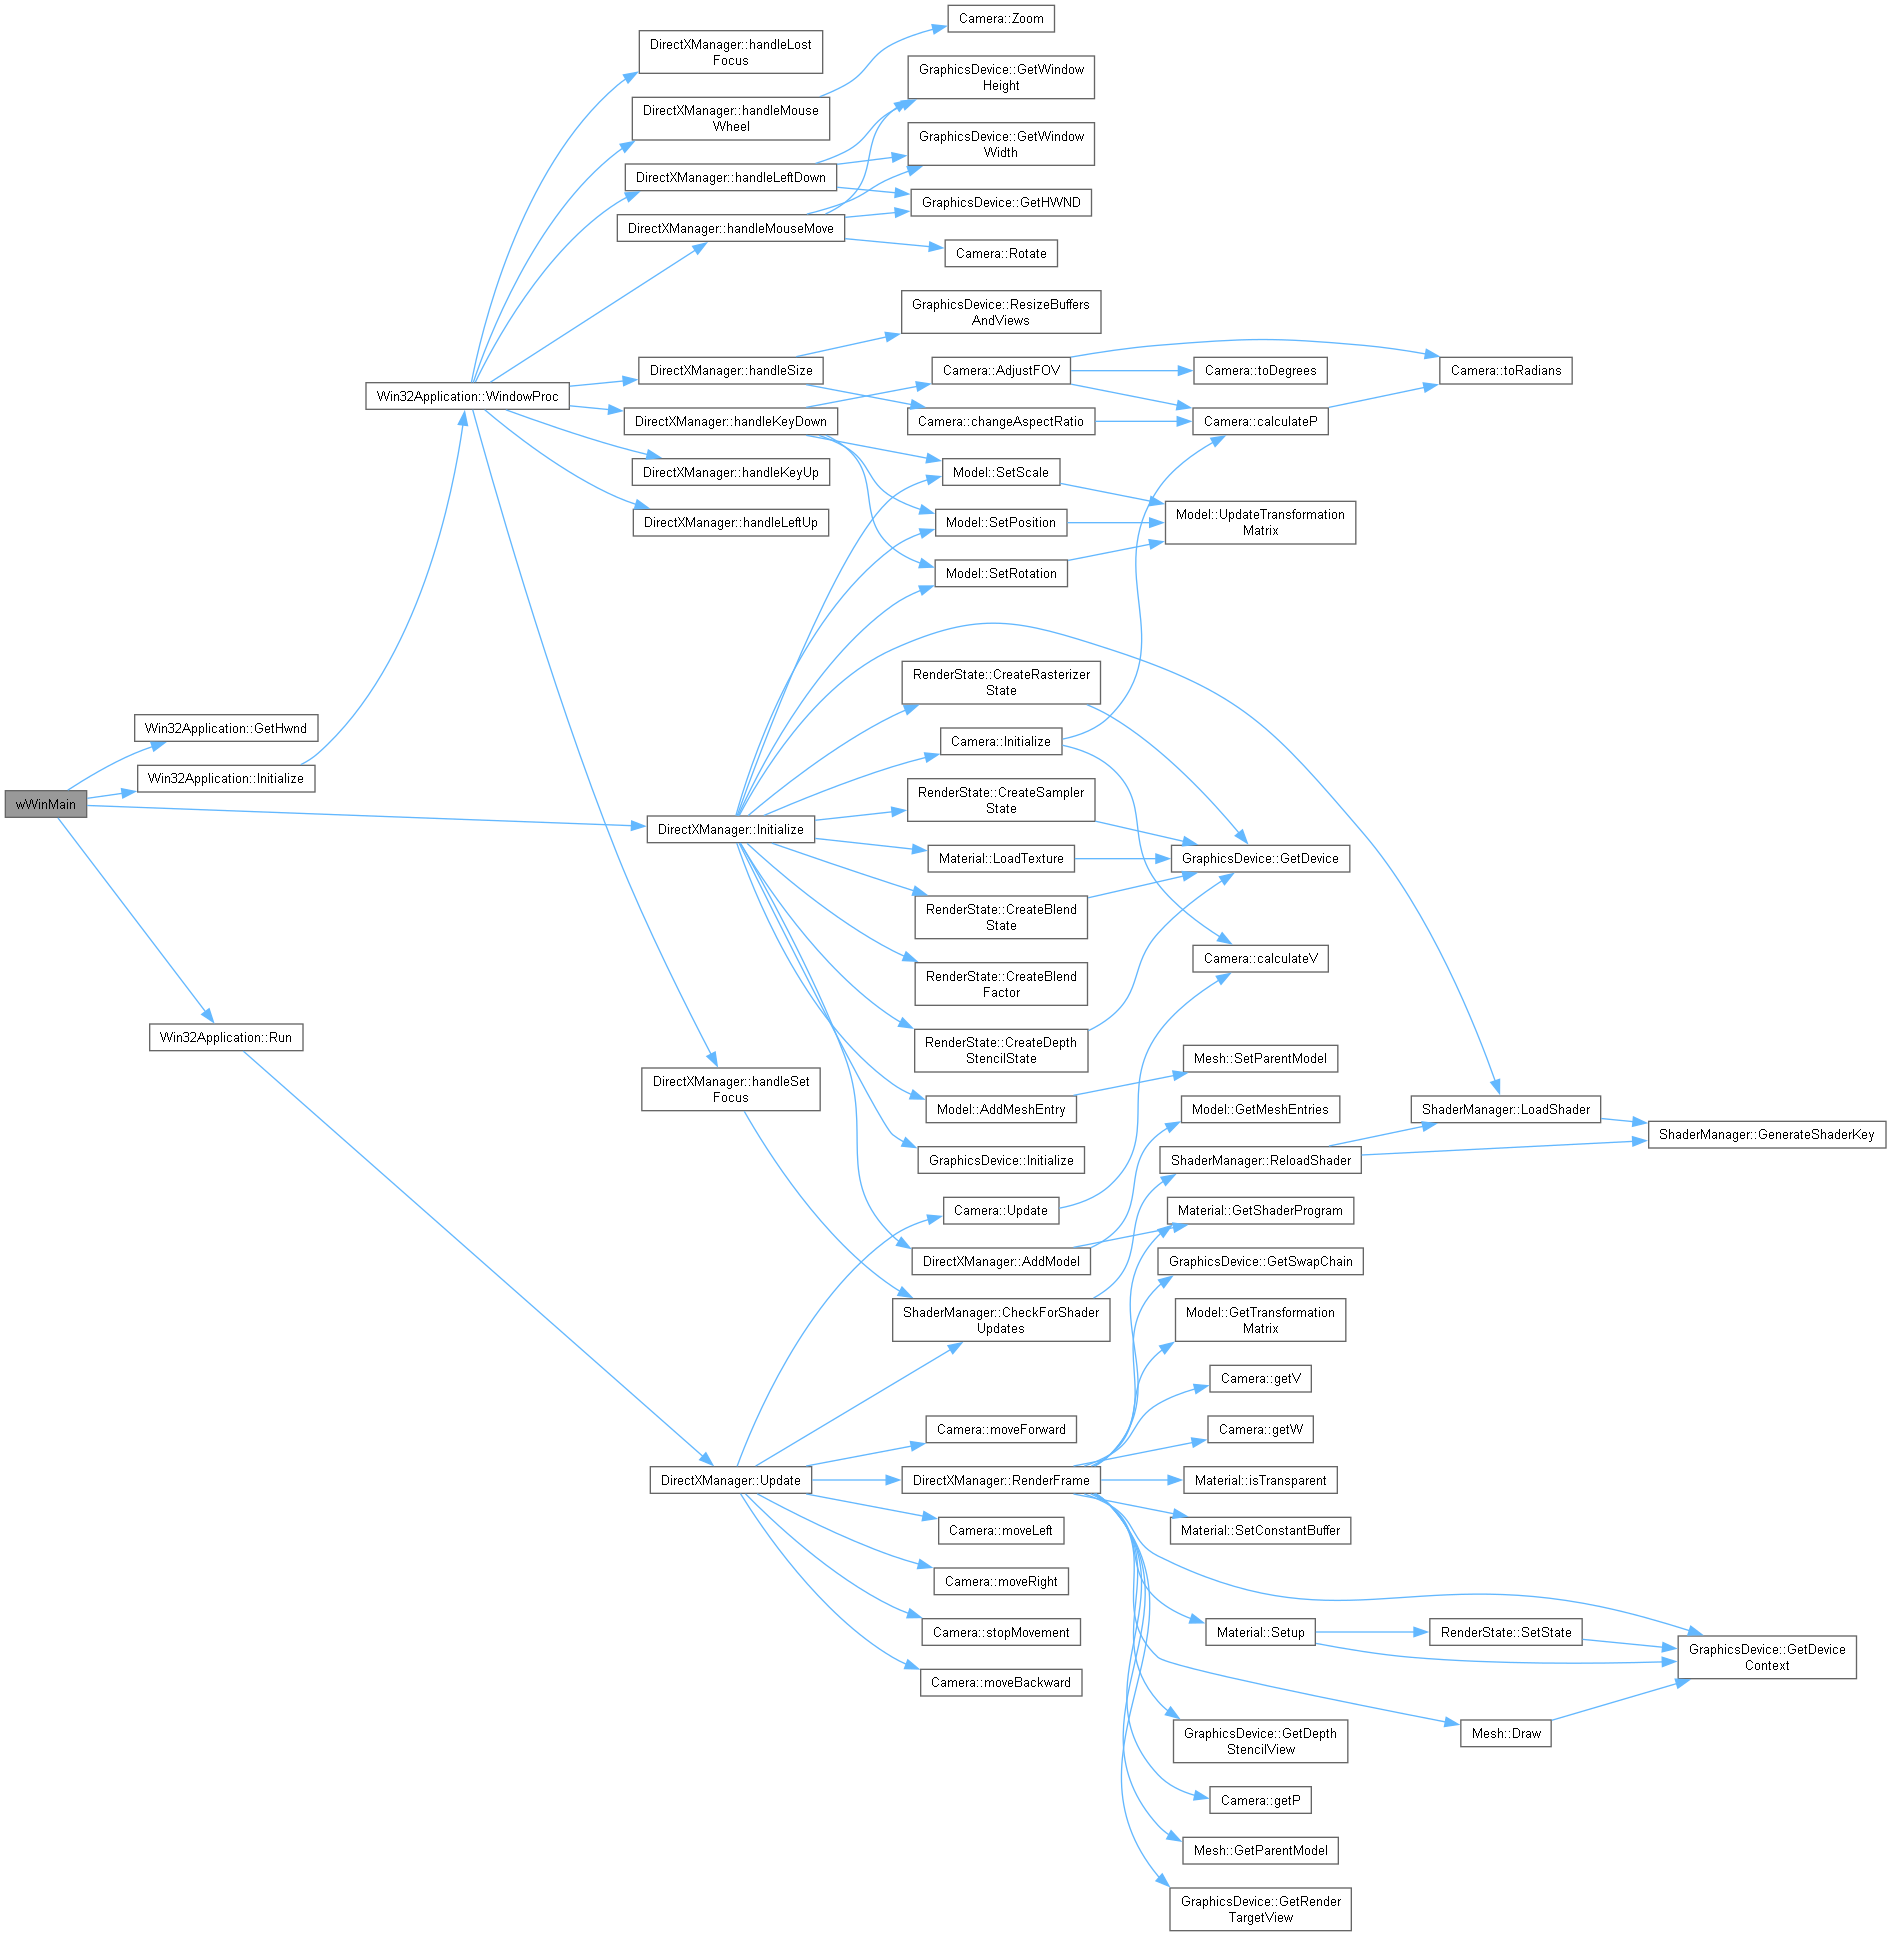 Camera::Zoom
DirectXManager::handleLost
Focus
GraphicsDevice::GetWindow
Height
DirectXManager::handleMouse
Wheel
GraphicsDevice::GetWindow
Width
DirectXManager::handleLeftDown
GraphicsDevice::GetHWND
DirectXManager::handleMouseMove
Camera::Rotate
GraphicsDevice::ResizeBuffers
AndViews
DirectXManager::handleSize
Camera::AdjustFOV
Camera::toDegrees
Camera::toRadians
Win32Application::WindowProc
DirectXManager::handleKeyDown
Camera::changeAspectRatio
Camera::calculateP
DirectXManager::handleKeyUp
Model::SetScale
DirectXManager::handleLeftUp
Model::SetPosition
Model::UpdateTransformation
Matrix
Model::SetRotation
RenderState::CreateRasterizer
State
Win32Application::GetHwnd
Camera::Initialize
Win32Application::Initialize
RenderState::CreateSampler
State
wWinMain
DirectXManager::Initialize
Material::LoadTexture
GraphicsDevice::GetDevice
RenderState::CreateBlend
State
Camera::calculateV
RenderState::CreateBlend
Factor
Win32Application::Run
RenderState::CreateDepth
StencilState
Mesh::SetParentModel
DirectXManager::handleSet
Focus
Model::AddMeshEntry
Model::GetMeshEntries
ShaderManager::LoadShader
ShaderManager::GenerateShaderKey
GraphicsDevice::Initialize
ShaderManager::ReloadShader
Camera::Update
Material::GetShaderProgram
DirectXManager::AddModel
GraphicsDevice::GetSwapChain
ShaderManager::CheckForShader
Updates
Model::GetTransformation
Matrix
Camera::getV
Camera::moveForward
Camera::getW
DirectXManager::Update
DirectXManager::RenderFrame
Material::isTransparent
Camera::moveLeft
Material::SetConstantBuffer
Camera::moveRight
Camera::stopMovement
Material::Setup
RenderState::SetState
GraphicsDevice::GetDevice
Context
Camera::moveBackward
GraphicsDevice::GetDepth
StencilView
Mesh::Draw
Camera::getP
Mesh::GetParentModel
GraphicsDevice::GetRender
TargetView